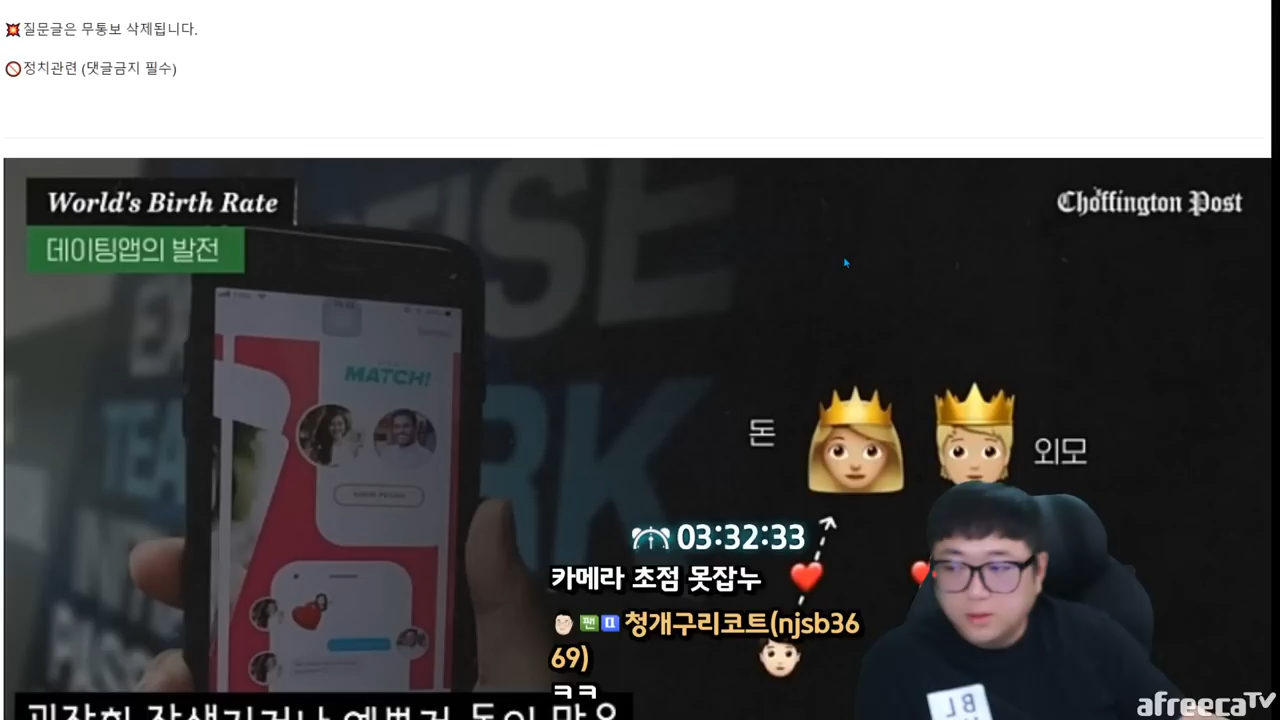 질문글은 무통보 삭제됩니다.
정치관련 (댓글금지 필수)
World's Birth Rate
Choffington Post
데이팅앱의 발전
MATCH!
돈
외모
03:32:33
카메라 초점 못잡누
팬 청개구리코트(njsb36
69)
ㅋㅋ
BL
afreecaTV